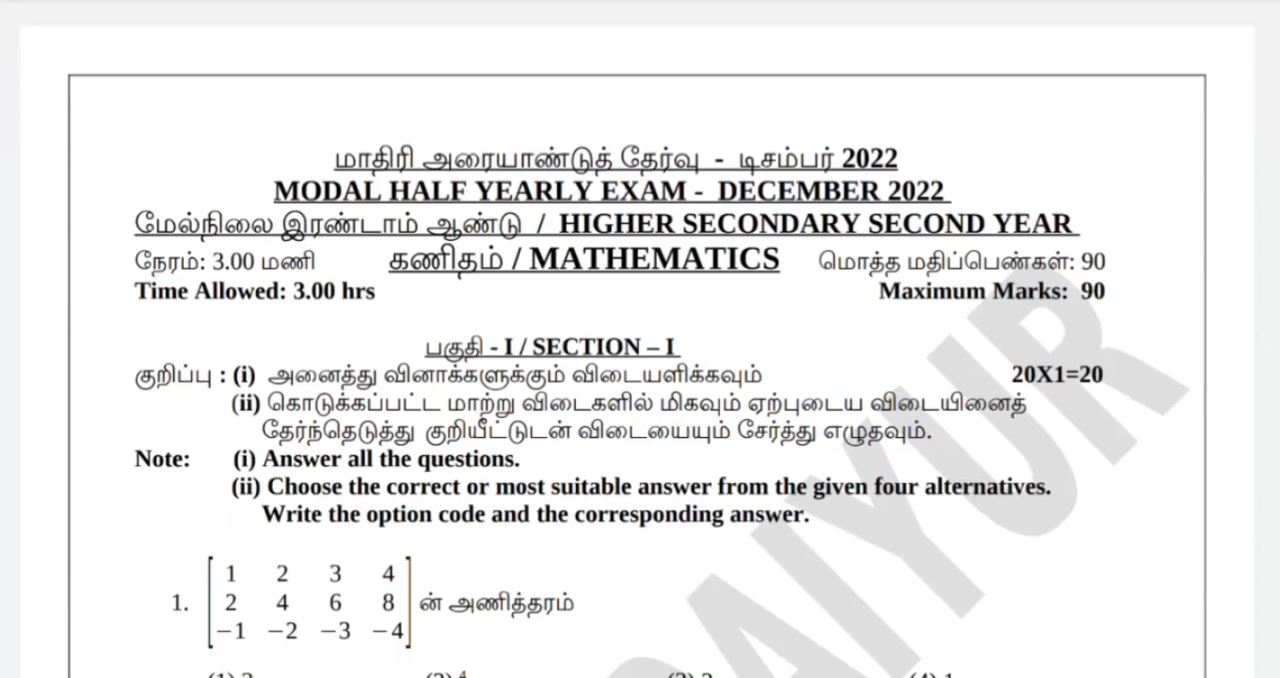 மாதிரி அரையாண்டுத் தேர்வு - டிசம்பர் 2022
MODAL HALF YEARLY EXAM - DECEMBER 2022
மேல்நிலை இரண்டாம் ஆண்டு / HIGHER SECONDARY SECOND YEAR
நேரம்: 3.00 மணி கணிதம் / MATHEMATICS மொத்த மதிப்பெண்கள்: 90
Time Allowed: 3.00 hrs Maximum Marks: 90
பகுதி - I / SECTION – I
குறிப்பு : (i) அனைத்து வினாக்களுக்கும் விடையளிக்கவும் 20X1=20
(ii) கொடுக்கப்பட்ட மாற்று விடைகளில் மிகவும் ஏற்புடைய விடையினைத்
தேர்ந்தெடுத்து குறியீட்டுடன் விடையையும் சேர்த்து எழுதவும்.
Note: (i) Answer all the questions.
(ii) Choose the correct or most suitable answer from the given four alternatives.
Write the option code and the corresponding answer.
1 2 3 4
1. 2 4 6 8 ன் அணித்தரம்
−1 −2 −3 −4